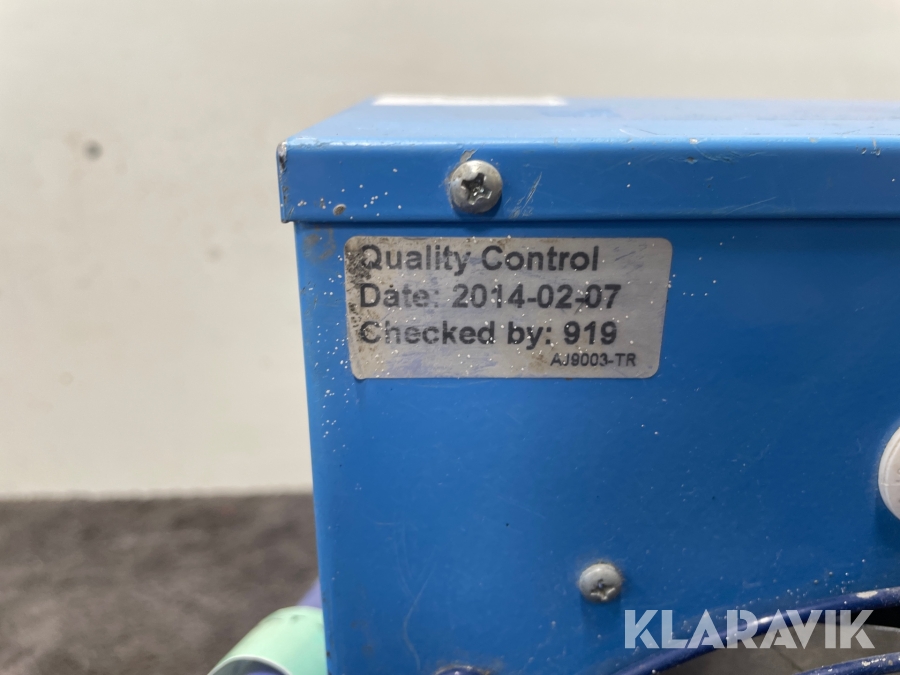 Quality Control
Date: 2014-02-07
Checked by: 919
AJ9003-TR
KLARAVIK